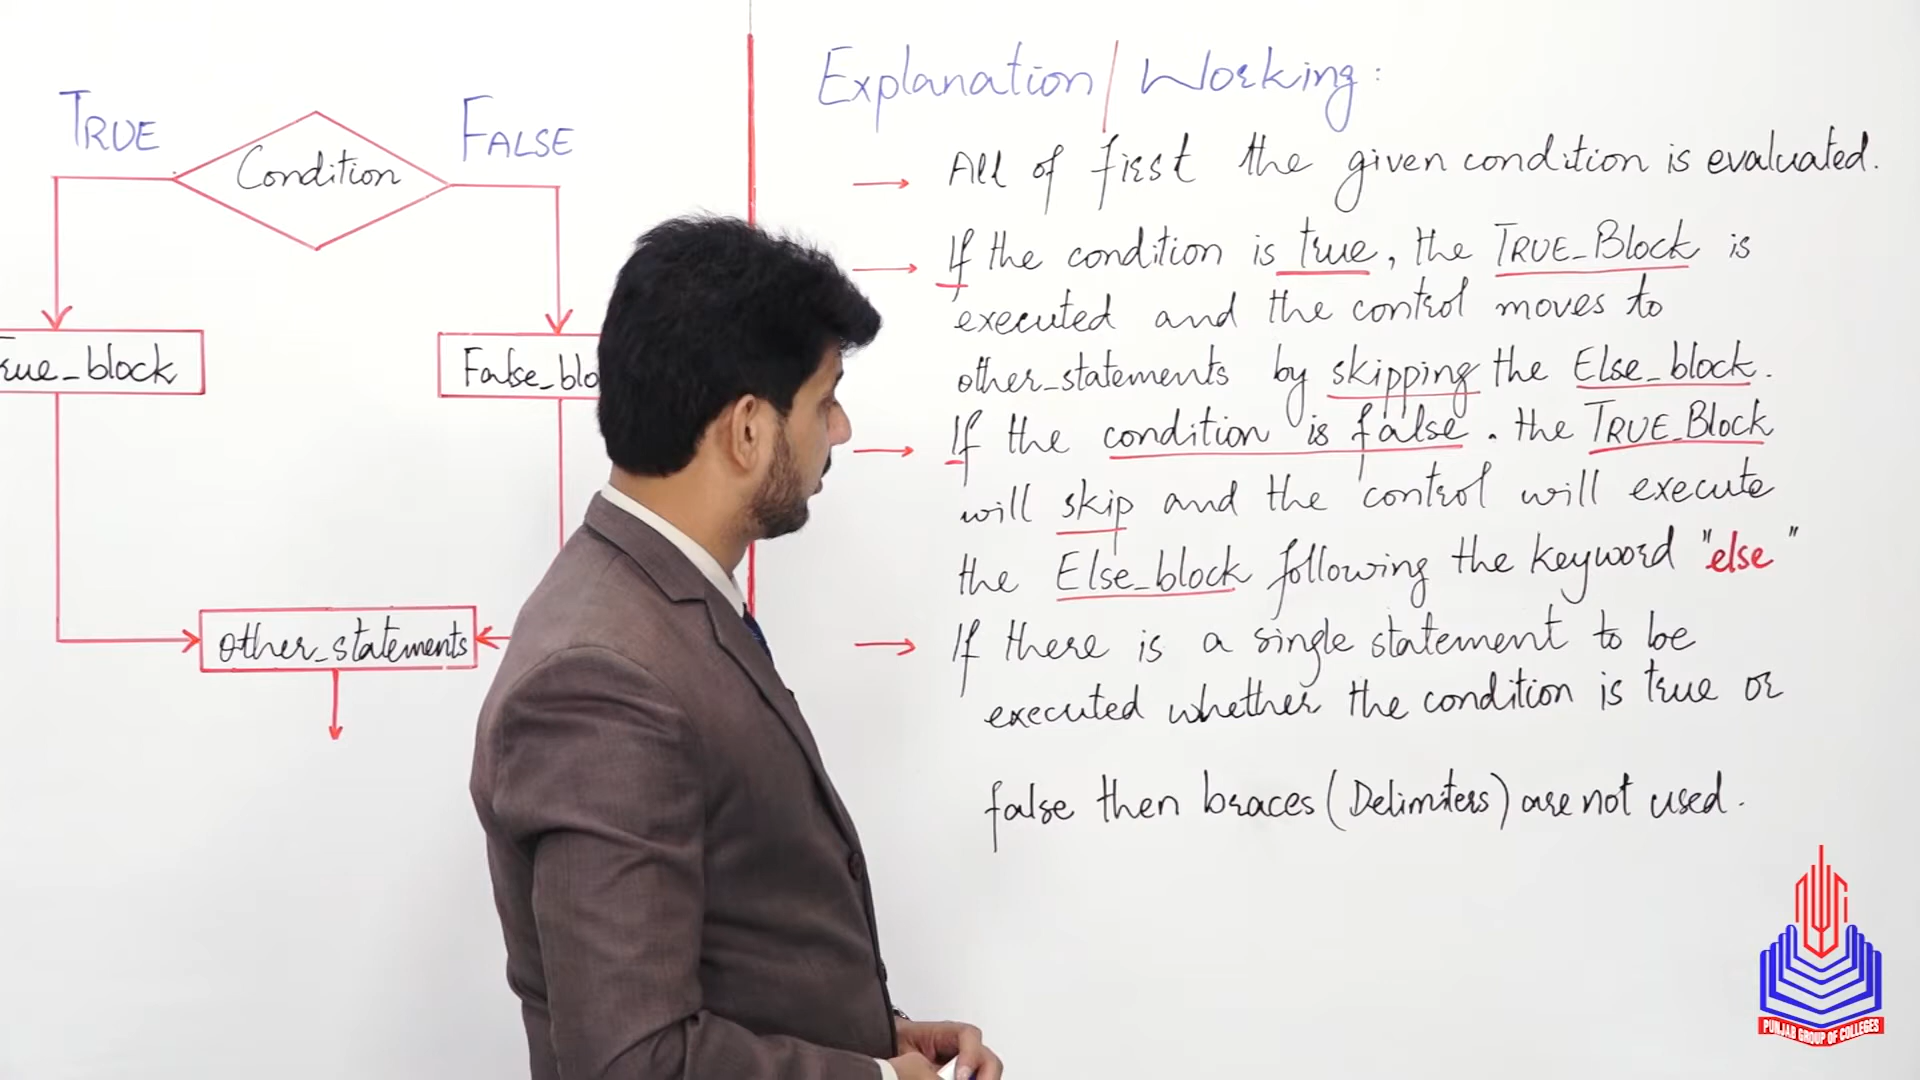 TRUE
Condition
FALSE
rue_block
False_blo
other_statements
Explanation/Working:
All of first the given condition is evaluated.
If the condition is true, the TRUE_Block is
executed and the control moves to
other_statements by skipping the Else_block.
If the condition is false. the TRUE_Block
will skip and the control will execute
the Else_block following the keyword "else"
If there is a single statement to be
executed whether the condition is true or
false then braces (Delimiters) are not used.
PUNJAB GROUP OF COLLEGES